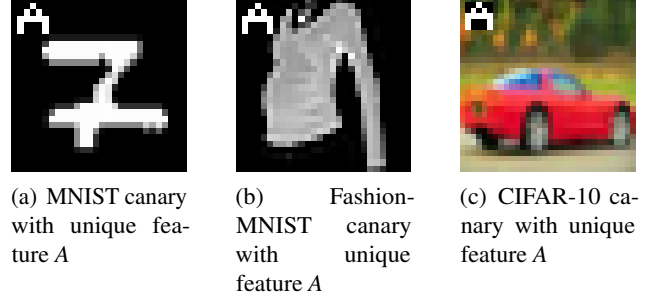 A
A
A
(a) MNIST canary
with unique fea-
ture A
(b) Fashion-
MNIST canary
with unique
feature A
(c) CIFAR-10 ca-
nary with unique
feature A